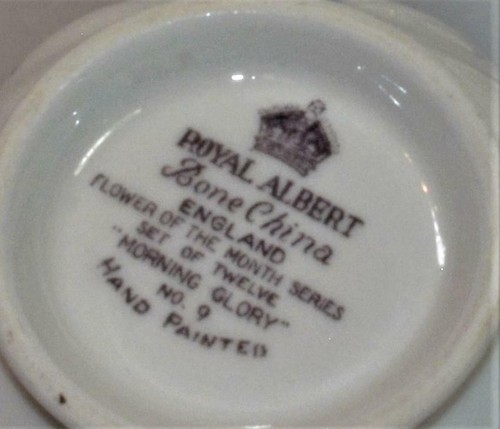 ROYAL ALBERT
Bone China
ENGLAND
FLOWER OF THE MONTH SERIES
SET OF TWELVE
"MORNING GLORY"
NO. 9
HAND PAINTED